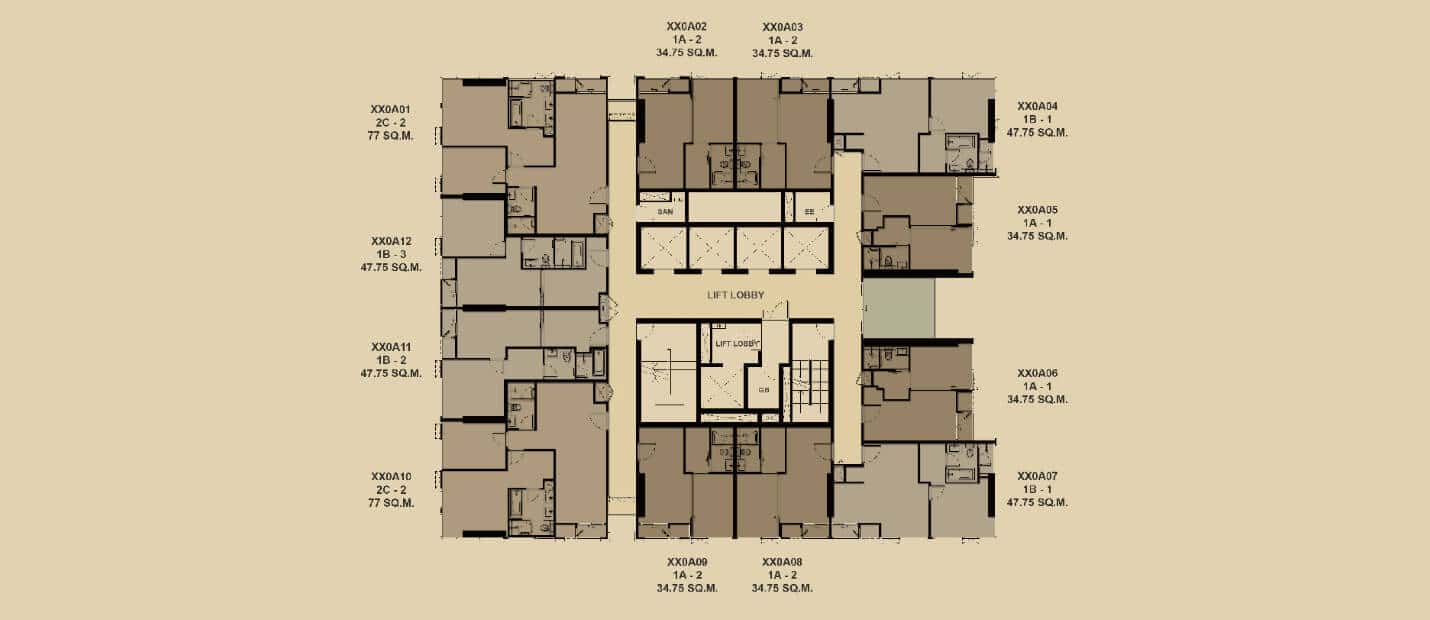 XX0A02
1A - 2
34.75 SQ.M.
XX0A03
1A - 2
34.75 SQ.M.
XX0A01
2C - 2
77 SQ.M.
XX0A04
1B - 1
47.75 SQ.M.
XX0A05
1A - 1
34.75 SQ.M.
SAN
EE
XX0A12
1B - 3
47.75 SQ.M.
LIFT LOBBY
LIFT LOBBY
XX0A11
1B - 2
47.75 SQ.M.
XX0A06
1A - 1
34.75 SQ.M.
XX0A10
2C - 2
77 SQ.M.
XX0A07
1B - 1
47.75 SQ.M.
XX0A09
1A - 2
34.75 SQ.M.
XX0A08
1A - 2
34.75 SQ.M.